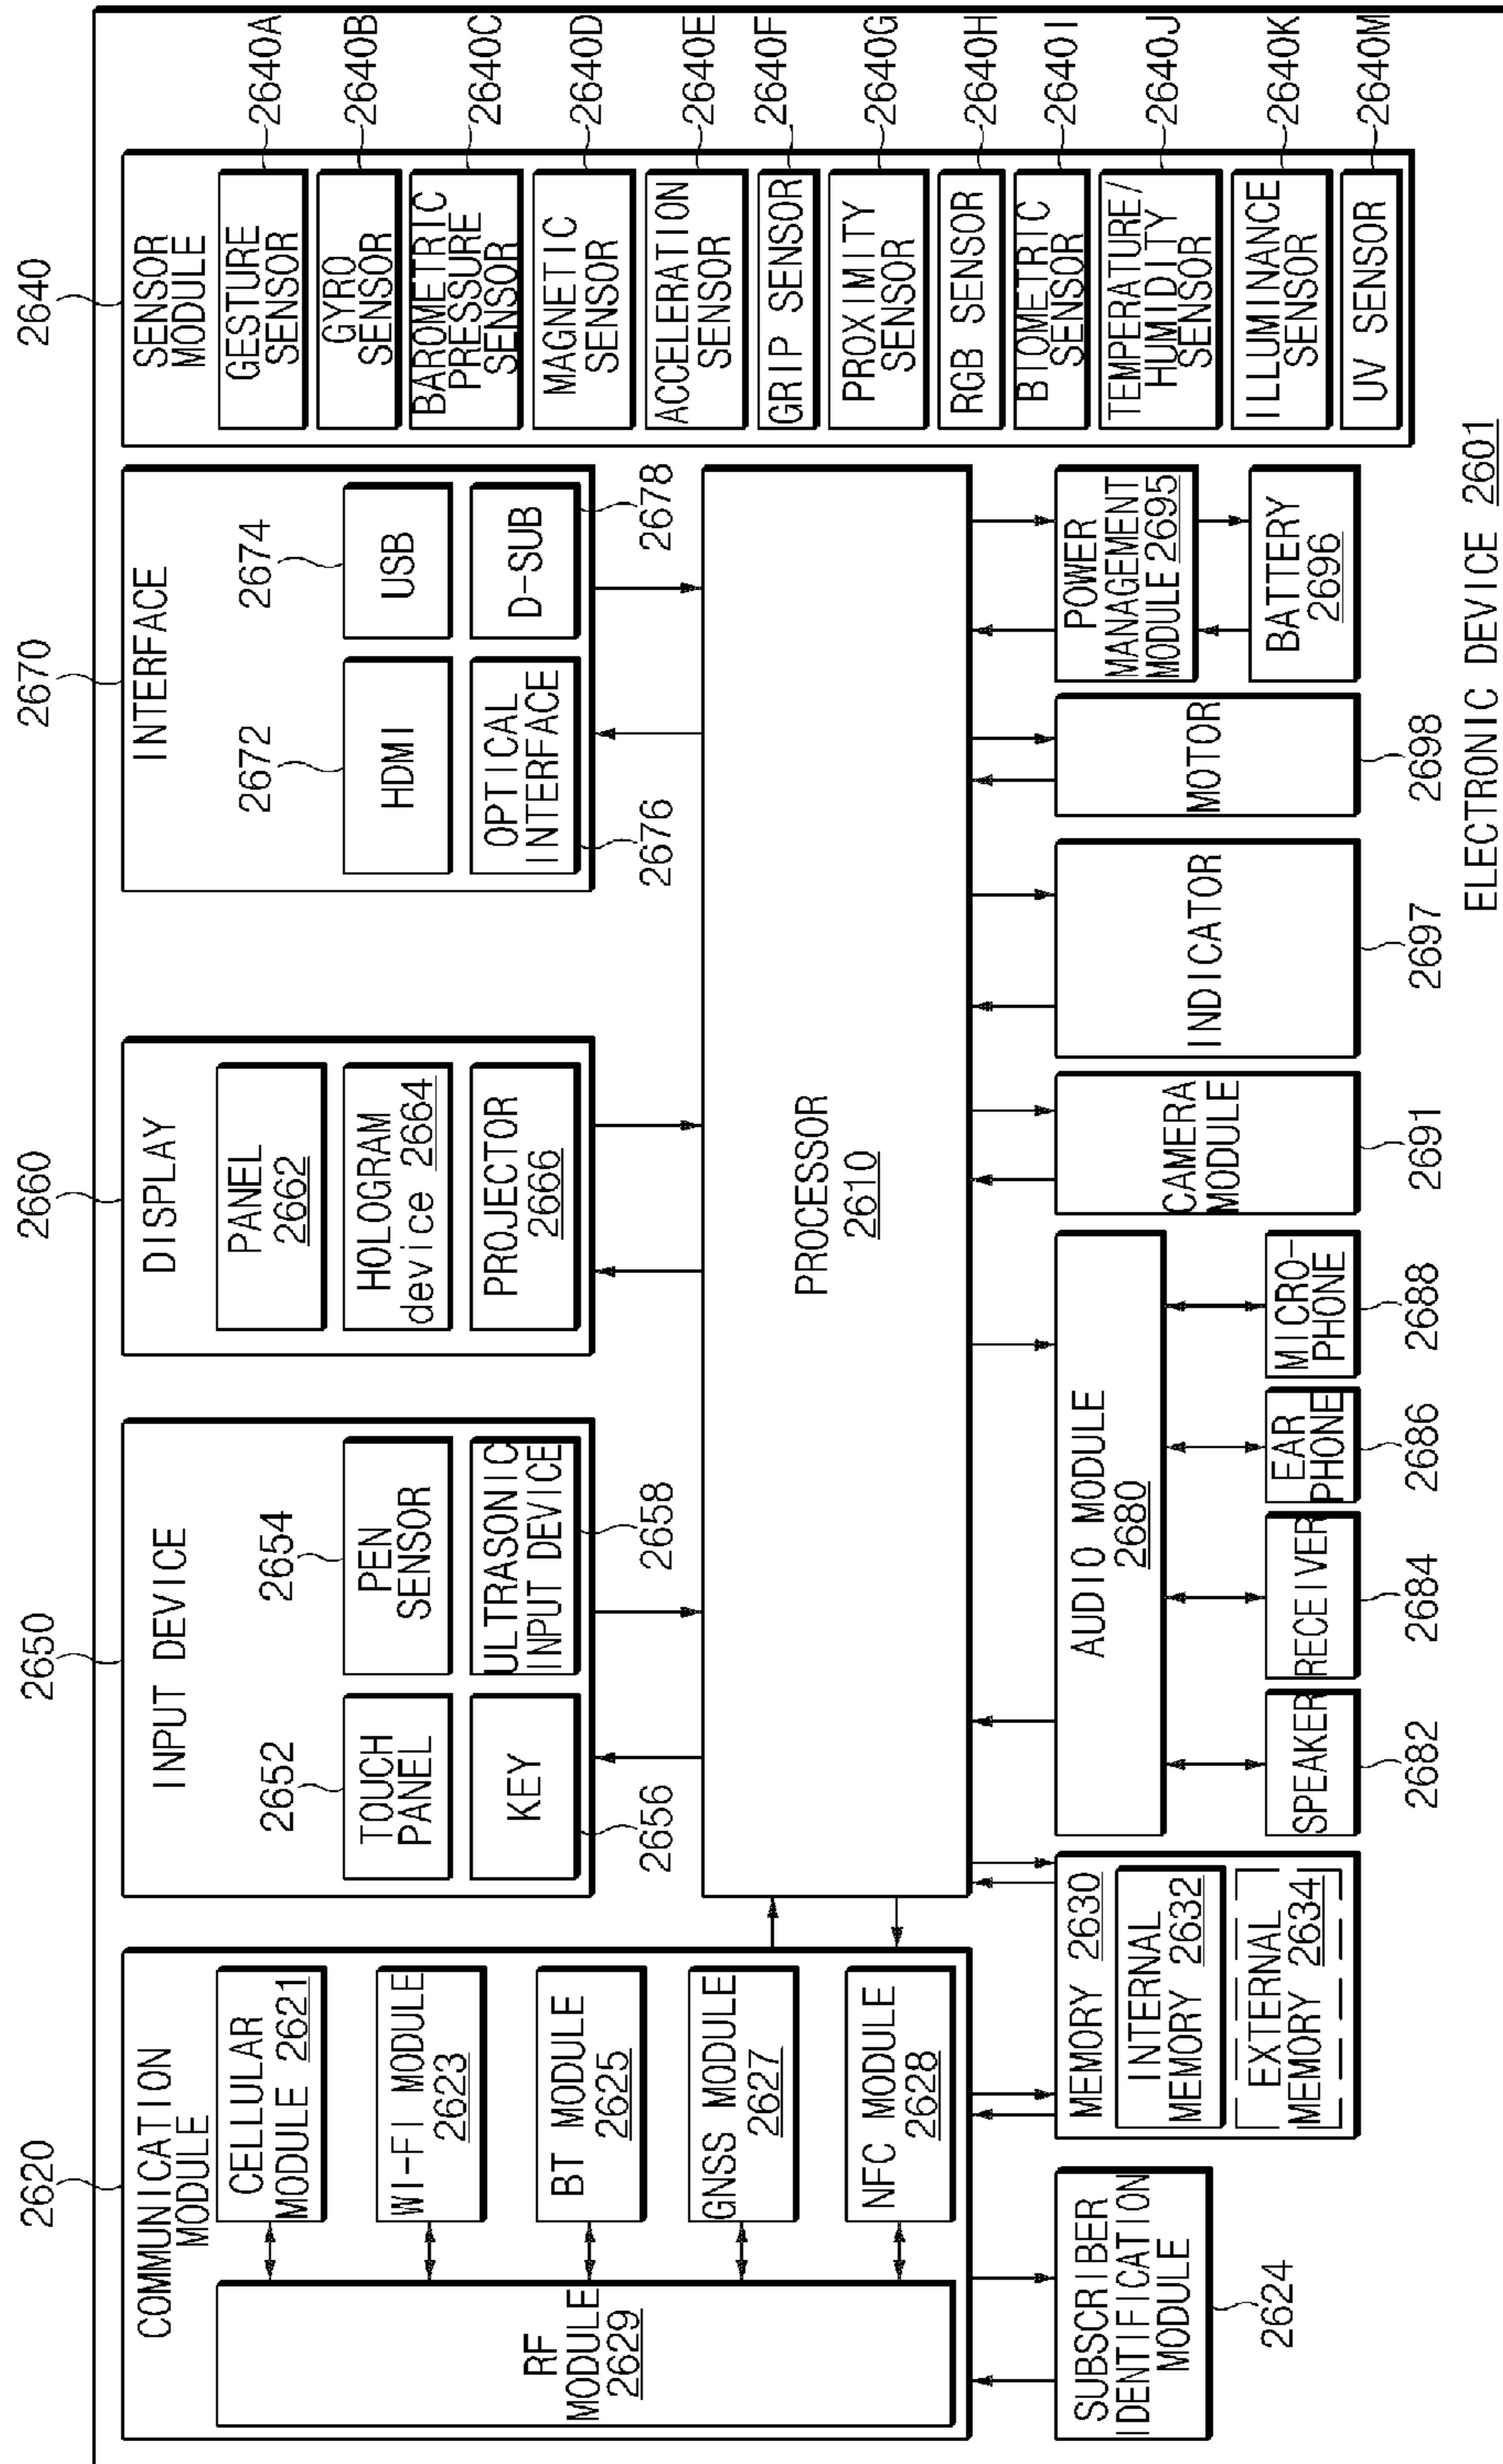 2620
COMMUNICATION
MODULE
CELLULAR
MODULE 2621
WI-FI MODULE
2623
BT MODULE
2625
GNSS MODULE
2627
NFC MODULE
2628
RF
MODULE
2629
2650
INPUT DEVICE
2652
TOUCH
PANEL
2654
PEN
SENSOR
KEY
2656
ULTRASONIC
INPUT DEVICE
2658
2660
DISPLAY
PANEL
2662
HOLOGRAM
device 2664
PROJECTOR
2666
2670
INTERFACE
2672
HDMI
2674
USB
OPTICAL
INTERFACE
2676
D-SUB
2678
2640
SENSOR
MODULE
GESTURE
SENSOR
2640A
GYRO
SENSOR
2640B
BAROMETRIC
PRESSURE
SENSOR
2640C
MAGNETIC
SENSOR
2640D
ACCELERATION
SENSOR
2640E
GRIP SENSOR
2640F
PROXIMITY
SENSOR
2640G
RGB SENSOR
2640H
BIOMETRIC
SENSOR
2640I
TEMPERATURE/
HUMIDITY
SENSOR
2640J
ILLUMINANCE
SENSOR
2640K
UV SENSOR
2640M
PROCESSOR
2610
SUBSCRIBER
IDENTIFICATION
MODULE
2624
MEMORY 2630
INTERNAL
MEMORY 2632
EXTERNAL
MEMORY 2634
AUDIO MODULE
2680
SPEAKER
2682
RECEIVER
2684
EAR
PHONE
2686
MICRO-
PHONE
2688
CAMERA
MODULE
2691
INDICATOR
2697
MOTOR
2698
POWER
MANAGEMENT
MODULE 2695
BATTERY
2696
ELECTRONIC DEVICE 2601